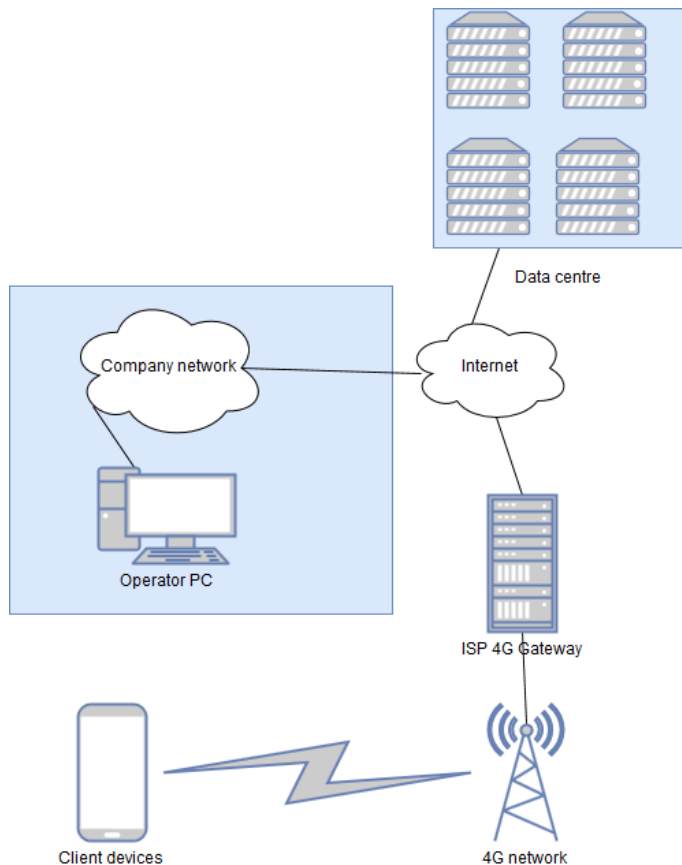 Data centre
Company network
Internet
Operator PC
ISP 4G Gateway
Client devices
4G network